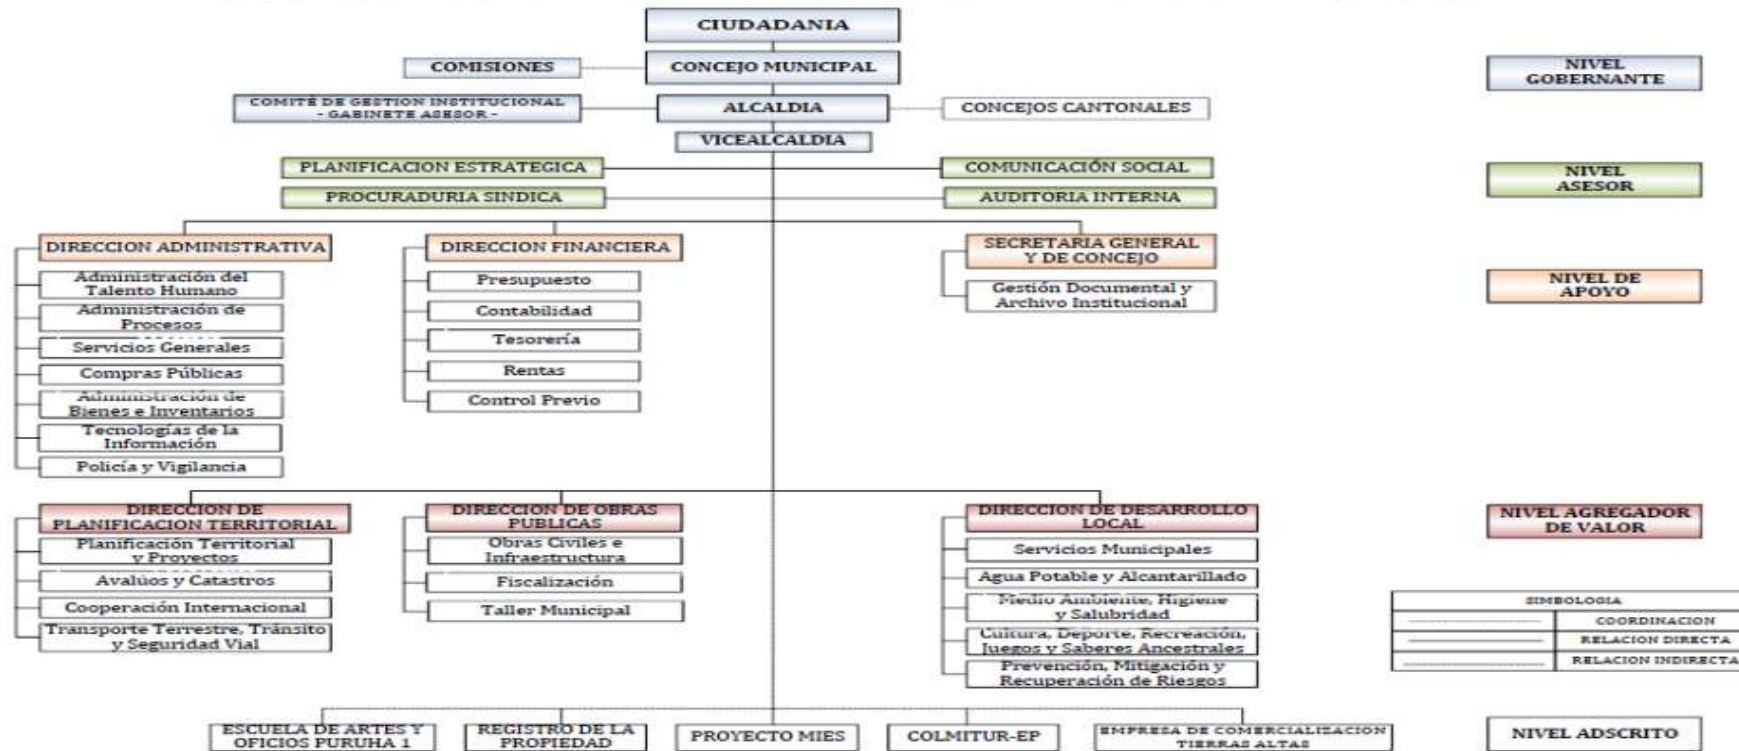 CIUDADANIA
COMISIONES
CONCEJO MUNICIPAL
NIVEL
GOBERNANTE
COMITÉ DE GESTION INSTITUCIONAL
- GABINETE ASESOR -
ALCALDIA
CONCEJOS CANTONALES
VICEALCALDIA
PLANIFICACION ESTRATEGICA
COMUNICACIÓN SOCIAL
NIVEL
ASESOR
PROCURADURIA SINDICA
AUDITORIA INTERNA
DIRECCION ADMINISTRATIVA
Administración del
Talento Humano
Administración de
Procesos
Servicios Generales
Compras Públicas
Administración de
Bienes e Inventarios
Tecnologías de la
Información
Policía y Vigilancia
DIRECCION FINANCIERA
Presupuesto
Contabilidad
Tesorería
Rentas
Control Previo
SECRETARIA GENERAL
Y DE CONCEJO
Gestión Documental y
Archivo Institucional
NIVEL DE
APOYO
DIRECCION DE
PLANIFICACION TERRITORIAL
Planificación Territorial
y Proyectos
Avalúos y Catastros
Cooperación Internacional
Transporte Terrestre, Tránsito
y Seguridad Vial
DIRECCION DE OBRAS
PUBLICAS
Obras Civiles e
Infraestructura
Fiscalización
Taller Municipal
DIRECCION DE DESARROLLO
LOCAL
Servicios Municipales
Agua Potable y Alcantarillado
Medio Ambiente, Higiene
y Salubridad
Cultura, Deporte, Recreación,
Juegos y Saberes Ancestrales
Prevención, Mitigación y
Recuperación de Riesgos
NIVEL AGREGADOR
DE VALOR
SIMBOLOGIA
COORDINACION
RELACION DIRECTA
RELACION INDIRECTA
ESCUELA DE ARTES Y
OFICIOS PURUHA 1
REGISTRO DE LA
PROPIEDAD
PROYECTO MIES
COLMITUR-EP
EMPRESA DE COMERCIALIZACION
TIERRAS ALTAS
NIVEL ADSCRITO